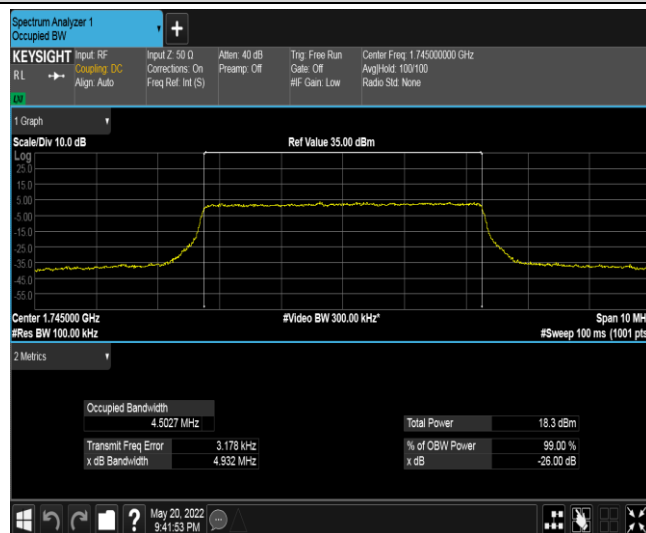 Spectrum Analyzer 1
Occupied BW
+
KEYSIGHT
RL
Input: RF
Coupling: DC
Align: Auto
Input Z: 50 Ω
Corrections: On
Freq Ref: Int (S)
Atten: 40 dB
Preamp: Off
Trig: Free Run
Gate: Off
#IF Gain: Low
Center Freq: 1.745000000 GHz
Avg|Hold: 100/100
Radio Std: None
1 Graph
Scale/Div 10.0 dB
Ref Value 35.00 dBm
Log
25.0
15.0
5.00
-5.00
-15.0
-25.0
-35.0
-45.0
-55.0
Center 1.745000 GHz
#Video BW 300.00 kHz*
Span 10 MH
#Res BW 100.00 kHz
#Sweep 100 ms (1001 pts
2 Metrics
Occupied Bandwidth
4.5027 MHz
Total Power 18.3 dBm
Transmit Freq Error 3.178 kHz
% of OBW Power 99.00 %
x dB Bandwidth 4.932 MHz
x dB -26.00 dB
?
May 20, 2022
9:41:53 PM